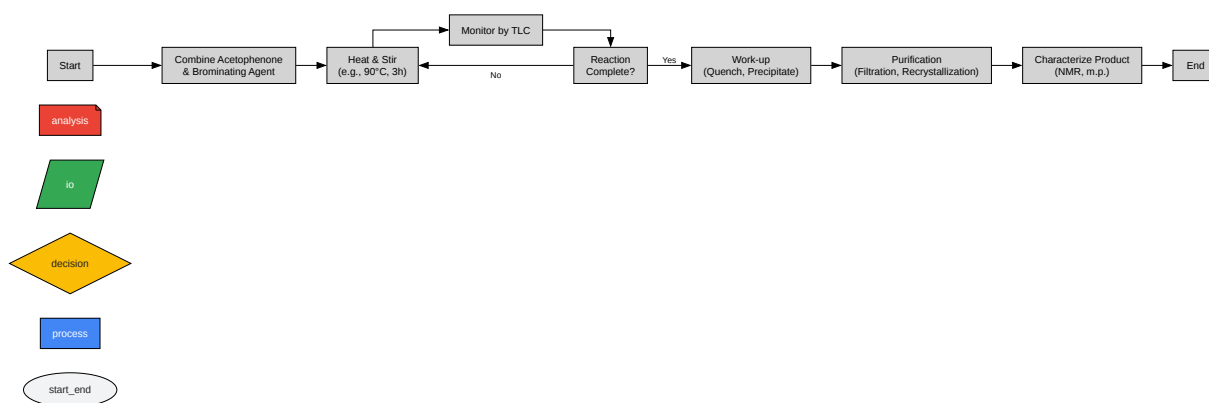 Monitor by TLC
Start
Combine Acetophenone
& Brominating Agent
Heat & Stir
(e.g., 90°C, 3h)
No
Reaction
Complete?
Yes
Work-up
(Quench, Precipitate)
Purification
(Filtration, Recrystallization)
Characterize Product
(NMR, m.p.)
End
analysis
io
decision
process
start_end